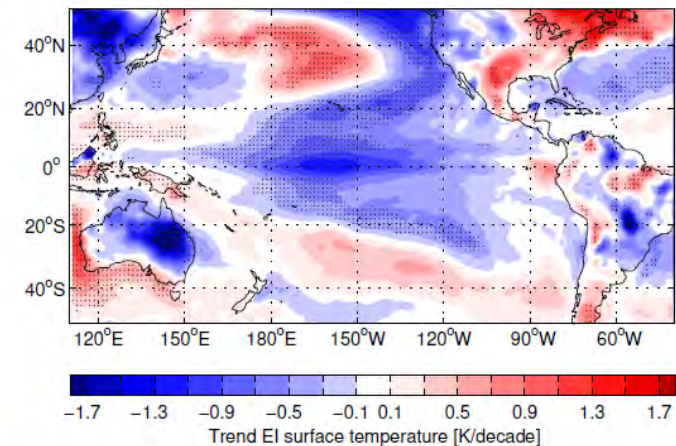 40°N
20°N
0°
20°S
40°S
120°E 150°E 180°E 150°W 120°W 90°W 60°W
−1.7 −1.3 −0.9 −0.5 −0.1 0.1 0.5 0.9 1.3 1.7
Trend EI surface temperature [K/decade]